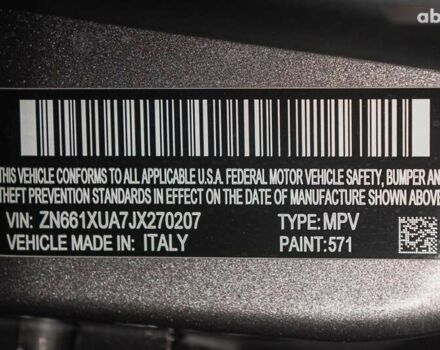 ab
THIS VEHICLE CONFORMS TO ALL APPLICABLE U.S.A. FEDERAL MOTOR VEHICLE SAFETY, BUMPER AND
THEFT PREVENTION STANDARDS IN EFFECT ON THE DATE OF MANUFACTURE SHOWN ABOVE
VIN: ZN661XUA7JX270207 TYPE: MPV
VEHICLE MADE IN: ITALY PAINT: 571